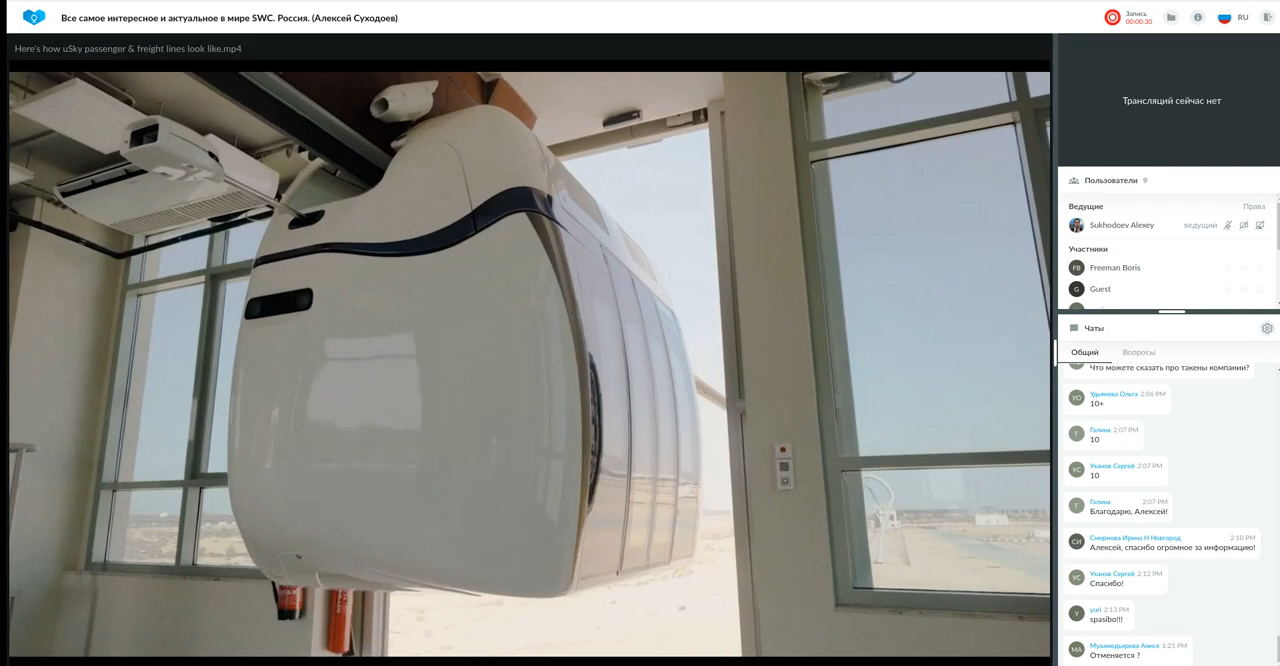 Все самое интересное и актуальное в мире SWC. Россия. (Алексей Суходоев)
Запись
00:00:30
RU
Here's how uSky passenger & freight lines look like.mp4
Трансляций сейчас нет
Пользователи 9
Ведущие Права
Sukhodoev Alexey ведущий
Участники
FB Freeman Boris
G Guest
Чаты
Общий Вопросы
Что можете сказать про такены компании?
УО Удьянова Ольга 2:06 PM
10+
Г Галина 2:07 PM
10
УС Уханов Сергей 2:07 PM
10
Г Галина 2:07 PM
Благодарю, Алексей!
СИ Смирнова Ирина Н Новгород 2:10 PM
Алексей, спасибо огромное за информацию!
УС Уханов Сергей 2:12 PM
Спасибо!
Y yuri 2:13 PM
spasibo!!!
МА Мухамедьярова Аниса 1:25 PM
Отменяется ?